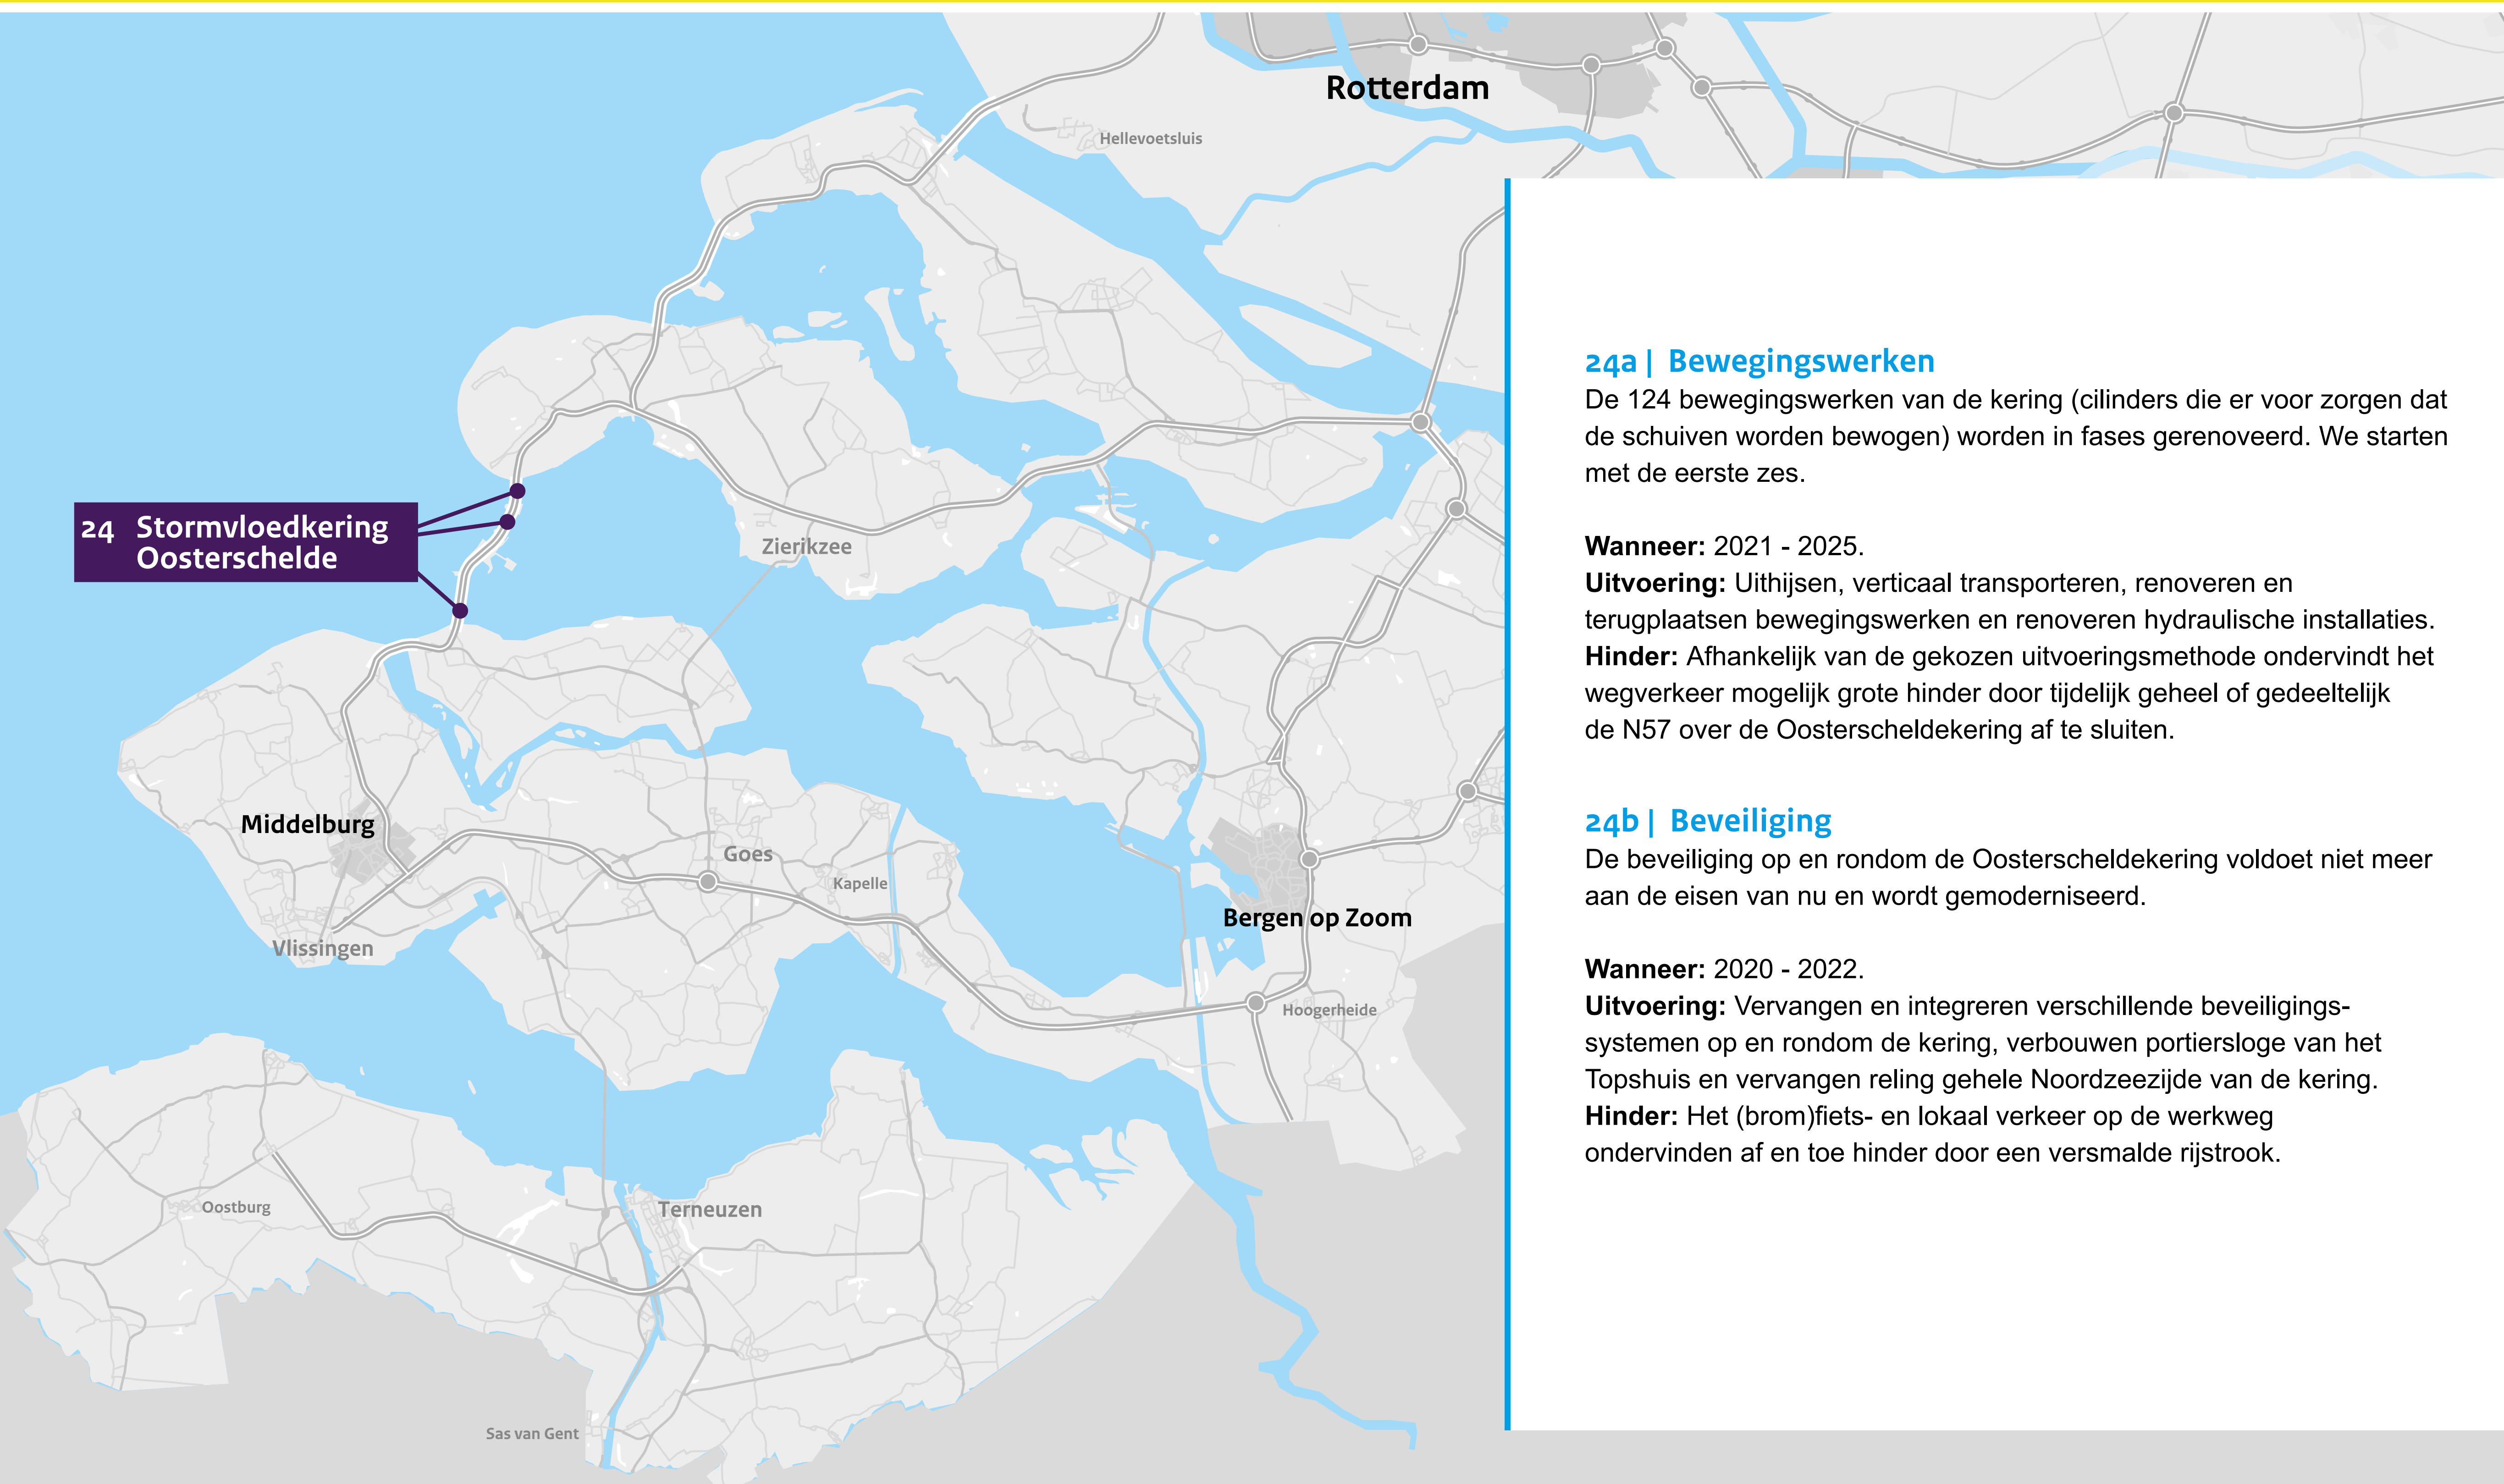 Rotterdam
Hellevoetsluis
24 Stormvloedkering
Oosterschelde
Zierikzee
Middelburg
Goes
Kapelle
Bergen op Zoom
Vlissingen
Hoogerheide
Oostburg
Terneuzen
Sas van Gent
24a | Bewegingswerken
De 124 bewegingswerken van de kering (cilinders die er voor zorgen dat
de schuiven worden bewogen) worden in fases gerenoveerd. We starten
met de eerste zes.
Wanneer: 2021 - 2025.
Uitvoering: Uithijsen, verticaal transporteren, renoveren en
terugplaatsen bewegingswerken en renoveren hydraulische installaties.
Hinder: Afhankelijk van de gekozen uitvoeringsmethode ondervindt het
wegverkeer mogelijk grote hinder door tijdelijk geheel of gedeeltelijk
de N57 over de Oosterscheldekering af te sluiten.
24b | Beveiliging
De beveiliging op en rondom de Oosterscheldekering voldoet niet meer
aan de eisen van nu en wordt gemoderniseerd.
Wanneer: 2020 - 2022.
Uitvoering: Vervangen en integreren verschillende beveiligings-
systemen op en rondom de kering, verbouwen portiersloge van het
Topshuis en vervangen reling gehele Noordzeezijde van de kering.
Hinder: Het (brom)fiets- en lokaal verkeer op de werkweg
ondervinden af en toe hinder door een versmalde rijstrook.